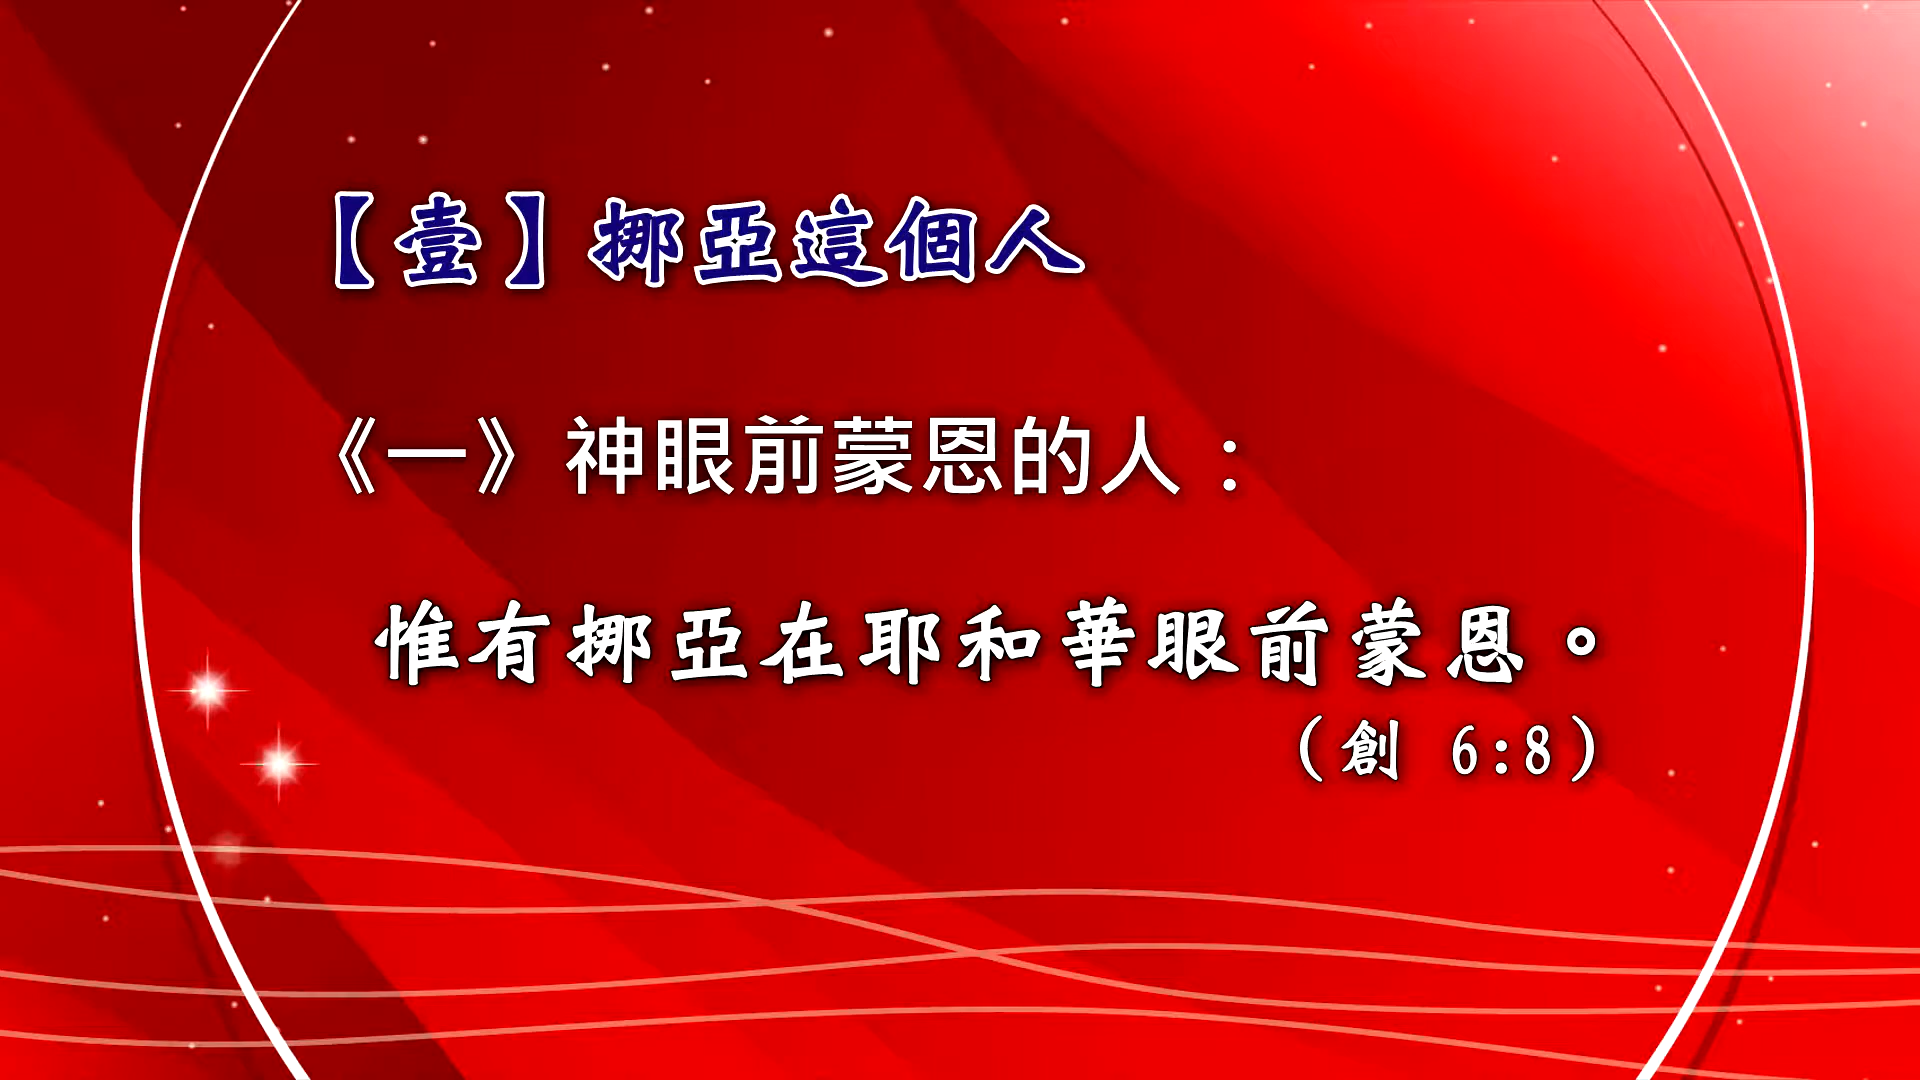 【壹】挪亞這個人
《一》神眼前蒙恩的人：
惟有挪亞在耶和華眼前蒙恩。
（創 6:8）